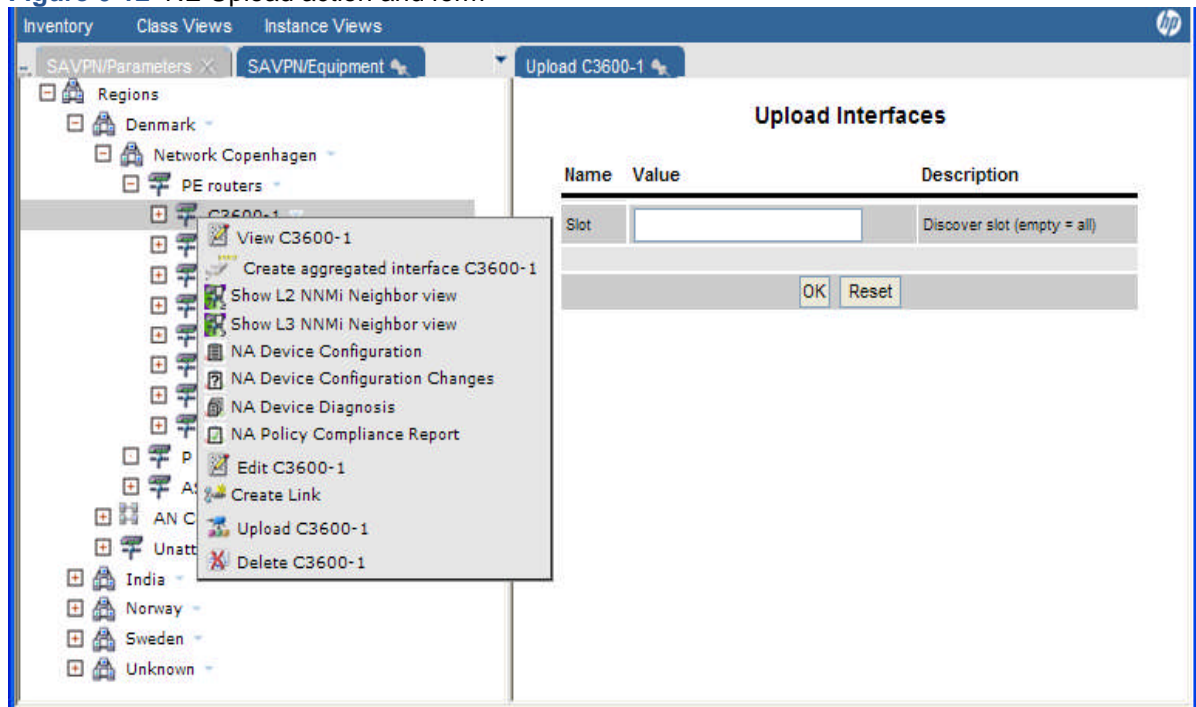 Inventory Class Views Instance Views hp
SAVPN/Parameters SAVPN/Equipment Upload C3600-1
Regions
Denmark
Network Copenhagen
PE routers
C3600-1
View C3600-1
Create aggregated interface C3600-1
Show L2 NNMi Neighbor view
Show L3 NNMi Neighbor view
NA Device Configuration
NA Device Configuration Changes
NA Device Diagnosis
NA Policy Compliance Report
Edit C3600-1
Create Link
Upload C3600-1
Delete C3600-1
P
AS
AN C
Unatt
India
Norway
Sweden
Unknown
Upload Interfaces
Name Value Description
Slot Discover slot (empty = all)
OK Reset